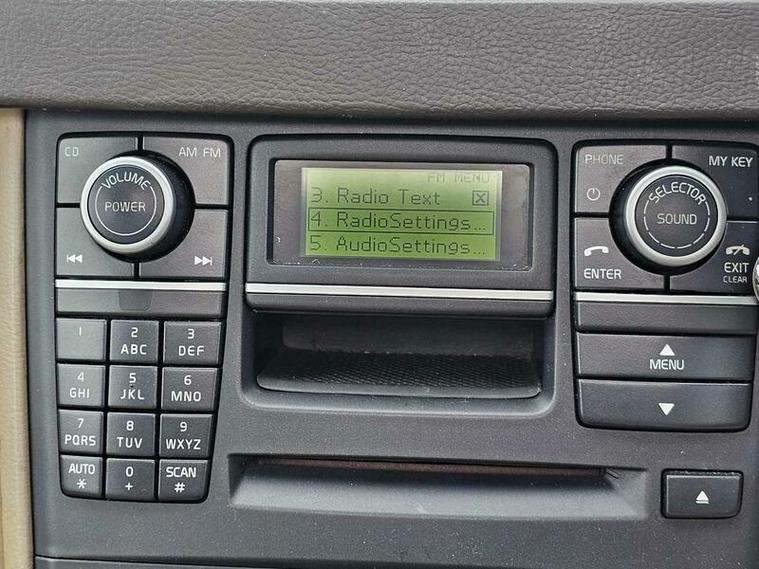 CD
AM FM
VOLUME
POWER
FM MENU
3. Radio Text
4. RadioSettings...
5. AudioSettings...
PHONE
MY KEY
SELECTOR
SOUND
ENTER
EXIT
CLEAR
MENU
1
2
ABC
3
DEF
4
GHI
5
JKL
6
MNO
7
PQRS
8
TUV
9
WXYZ
AUTO
*
0
+
SCAN
#